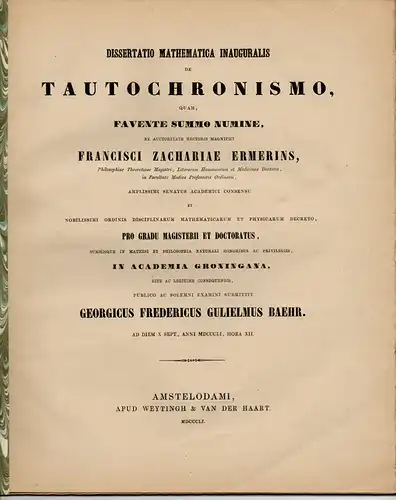 DISSERTATIO MATHEMATICA INAUGURALIS
DE
TAUTOCHRONISMO,
QUAM,
FAVENTE SUMMO NUMINE,
EX AUCTORITATE RECTORIS MAGNIFICI
FRANCISCI ZACHARIAE ERMERINS,
Philosophiae Theoreticae Magistri, Literarum Humaniorum et Medicinae Doctoris,
in Facultate Medica Professoris Ordinarii,
AMPLISSIMI SENATUS ACADEMICI CONSENSU
ET
NOBILISSIMI ORDINIS DISCIPLINARUM MATHEMATICARUM ET PHYSICARUM DECRETO,
PRO GRADU MAGISTERII ET DOCTORATUS,
SUMMISQUE IN MATHESI ET PHILOSOPHIA NATURALI HONORIBUS AC PRIVILEGIIS,
IN ACADEMIA GRONINGANA,
RITE AC LEGITIME CONSEQUENDIS,
PUBLICO AC SOLEMNI EXAMINI SUBMITTIT
GEORGICUS FREDERICUS GULIELMUS BAEHR.
AD DIEM X SEPT., ANNI MDCCCLI, HORA XII.
AMSTELODAMI,
APUD WEYTINGH & VAN DER HAART.
MDCCCLI.